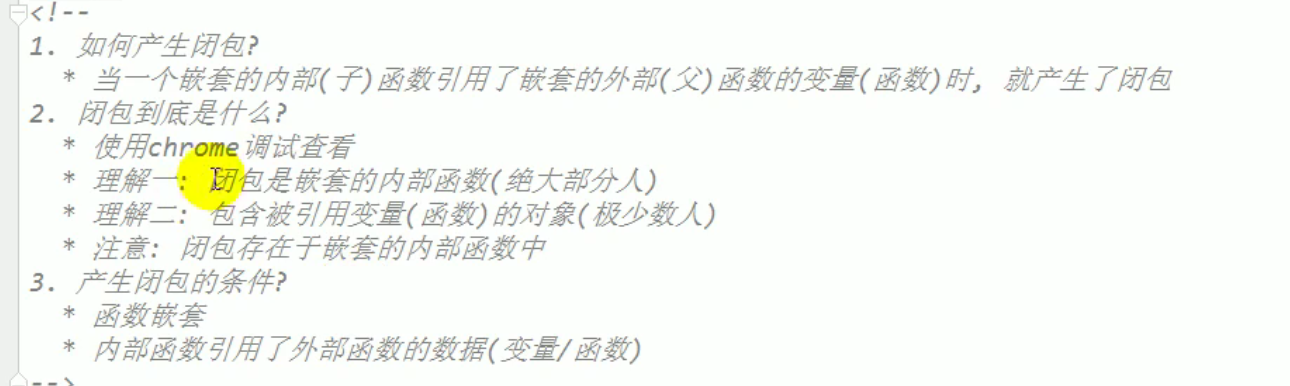 <!--
1. 如何产生闭包?
* 当一个嵌套的内部(子)函数引用了嵌套的外部(父)函数的变量(函数)时, 就产生了闭包
2. 闭包到底是什么?
* 使用chrome调试查看
* 理解一: 闭包是嵌套的内部函数(绝大部分人)
* 理解二: 包含被引用变量(函数)的对象(极少数人)
* 注意: 闭包存在于嵌套的内部函数中
3. 产生闭包的条件?
* 函数嵌套
* 内部函数引用了外部函数的数据(变量/函数)
-->